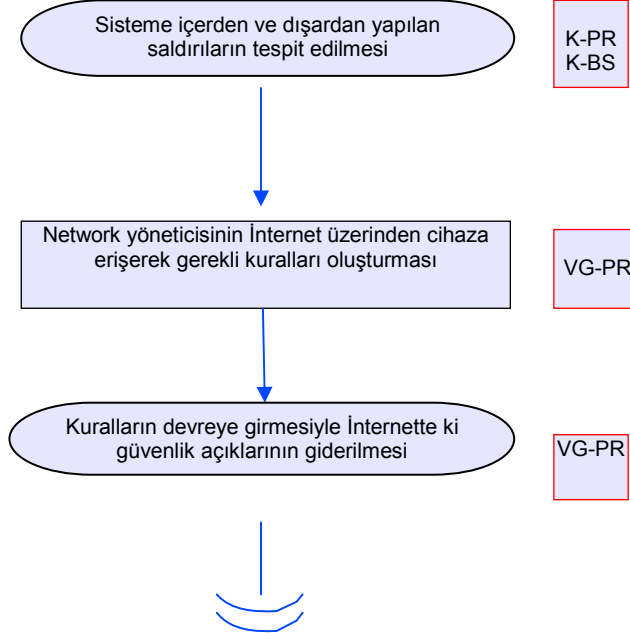 Sisteme içerden ve dışardan yapılan
saldırıların tespit edilmesi
K-PR
K-BS
Network yöneticisinin İnternet üzerinden cihaza
erişerek gerekli kuralları oluşturması
VG-PR
Kuralların devreye girmesiyle İnternette ki
güvenlik açıklarının giderilmesi
VG-PR